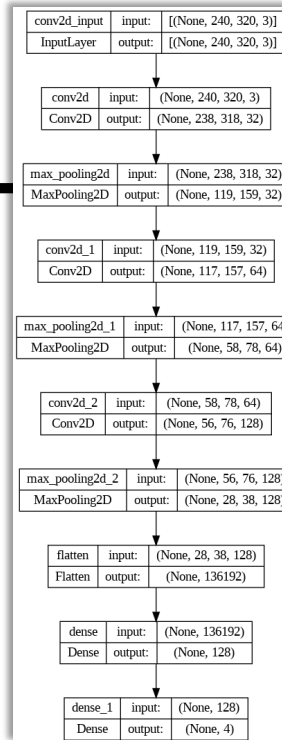 conv2d_input input: [(None, 240, 320, 3)]
InputLayer output: [(None, 240, 320, 3)]
conv2d input: (None, 240, 320, 3)
Conv2D output: (None, 238, 318, 32)
max_pooling2d input: (None, 238, 318, 32)
MaxPooling2D output: (None, 119, 159, 32)
conv2d_1 input: (None, 119, 159, 32)
Conv2D output: (None, 117, 157, 64)
max_pooling2d_1 input: (None, 117, 157, 64
MaxPooling2D output: (None, 58, 78, 64)
conv2d_2 input: (None, 58, 78, 64)
Conv2D output: (None, 56, 76, 128)
max_pooling2d_2 input: (None, 56, 76, 128)
MaxPooling2D output: (None, 28, 38, 128)
flatten input: (None, 28, 38, 128)
Flatten output: (None, 136192)
dense input: (None, 136192)
Dense output: (None, 128)
dense_1 input: (None, 128)
Dense output: (None, 4)